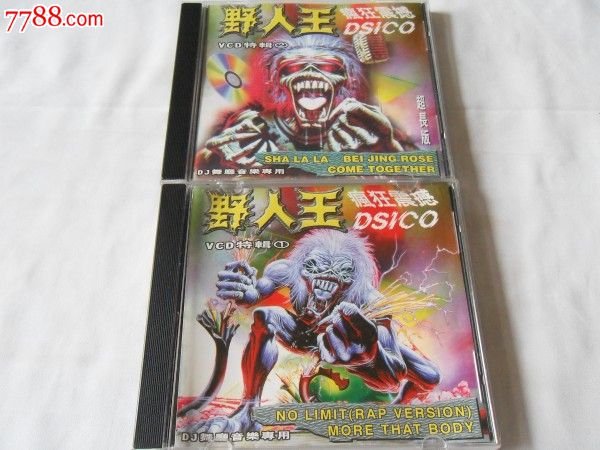 7788.com
野人王
瘋狂震撼
DSICO
VCD特輯②
超長版
SHA LA LA BEI JING ROSE
COME TOGETHER
DJ舞廳音樂專用
野人王
瘋狂震撼
DSICO
VCD特輯①
NO LIMIT(RAP VERSION)
MORE THAT BODY
DJ舞廳音樂專用